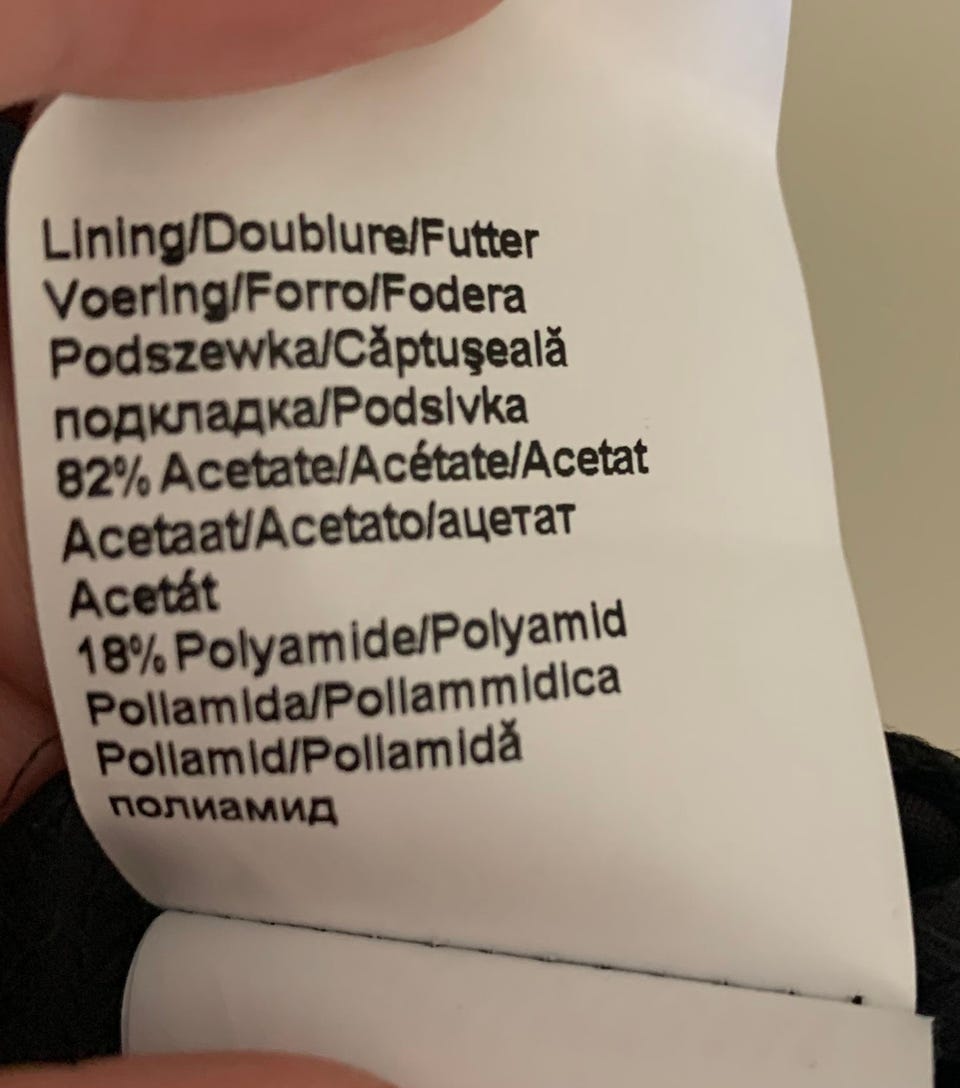 Lining/Doublure/Futter
Voering/Forro/Fodera
Podszewka/Căptuşeală
подкладка/Podsivka
82% Acetate/Acétate/Acetat
Acetaat/Acetato/ацетат
Acetát
18% Polyamide/Polyamid
Poliamida/Poliammidica
Poliamid/Poliamidă
полиамид